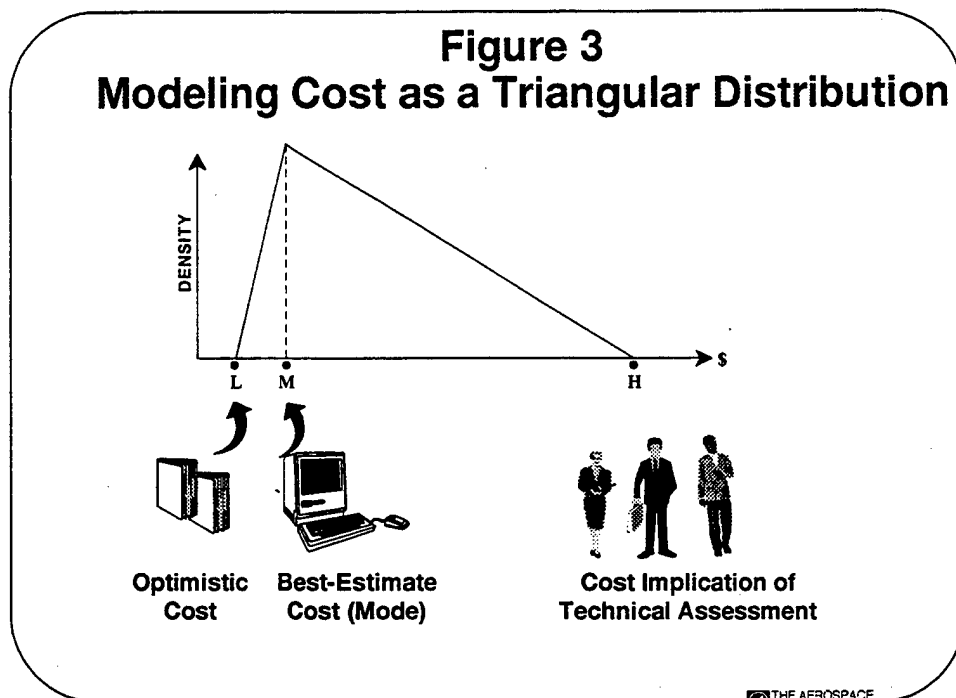 Figure 3
Modeling Cost as a Triangular Distribution
DENSITY
$
L M H
Optimistic
Cost
Best-Estimate
Cost (Mode)
Cost Implication of
Technical Assessment
THE AEROSPACE